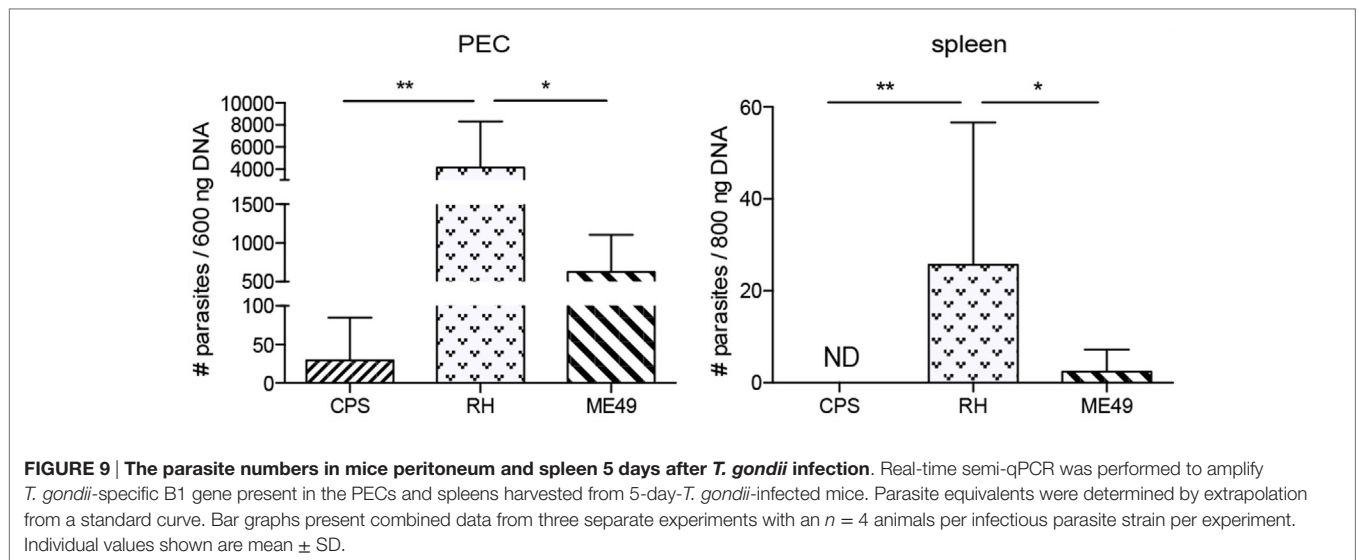 PEC
# parasites / 600 ng DNA
** *
10000
8000
6000
4000
1500
1000
500
100
50
0
CPS RH ME49
spleen
# parasites / 800 ng DNA
** *
60
40
20
0
ND
CPS RH ME49
FIGURE 9 | The parasite numbers in mice peritoneum and spleen 5 days after T. gondii infection. Real-time semi-qPCR was performed to amplify
T. gondii-specific B1 gene present in the PECs and spleens harvested from 5-day-T. gondii-infected mice. Parasite equivalents were determined by extrapolation
from a standard curve. Bar graphs present combined data from three separate experiments with an n = 4 animals per infectious parasite strain per experiment.
Individual values shown are mean ± SD.